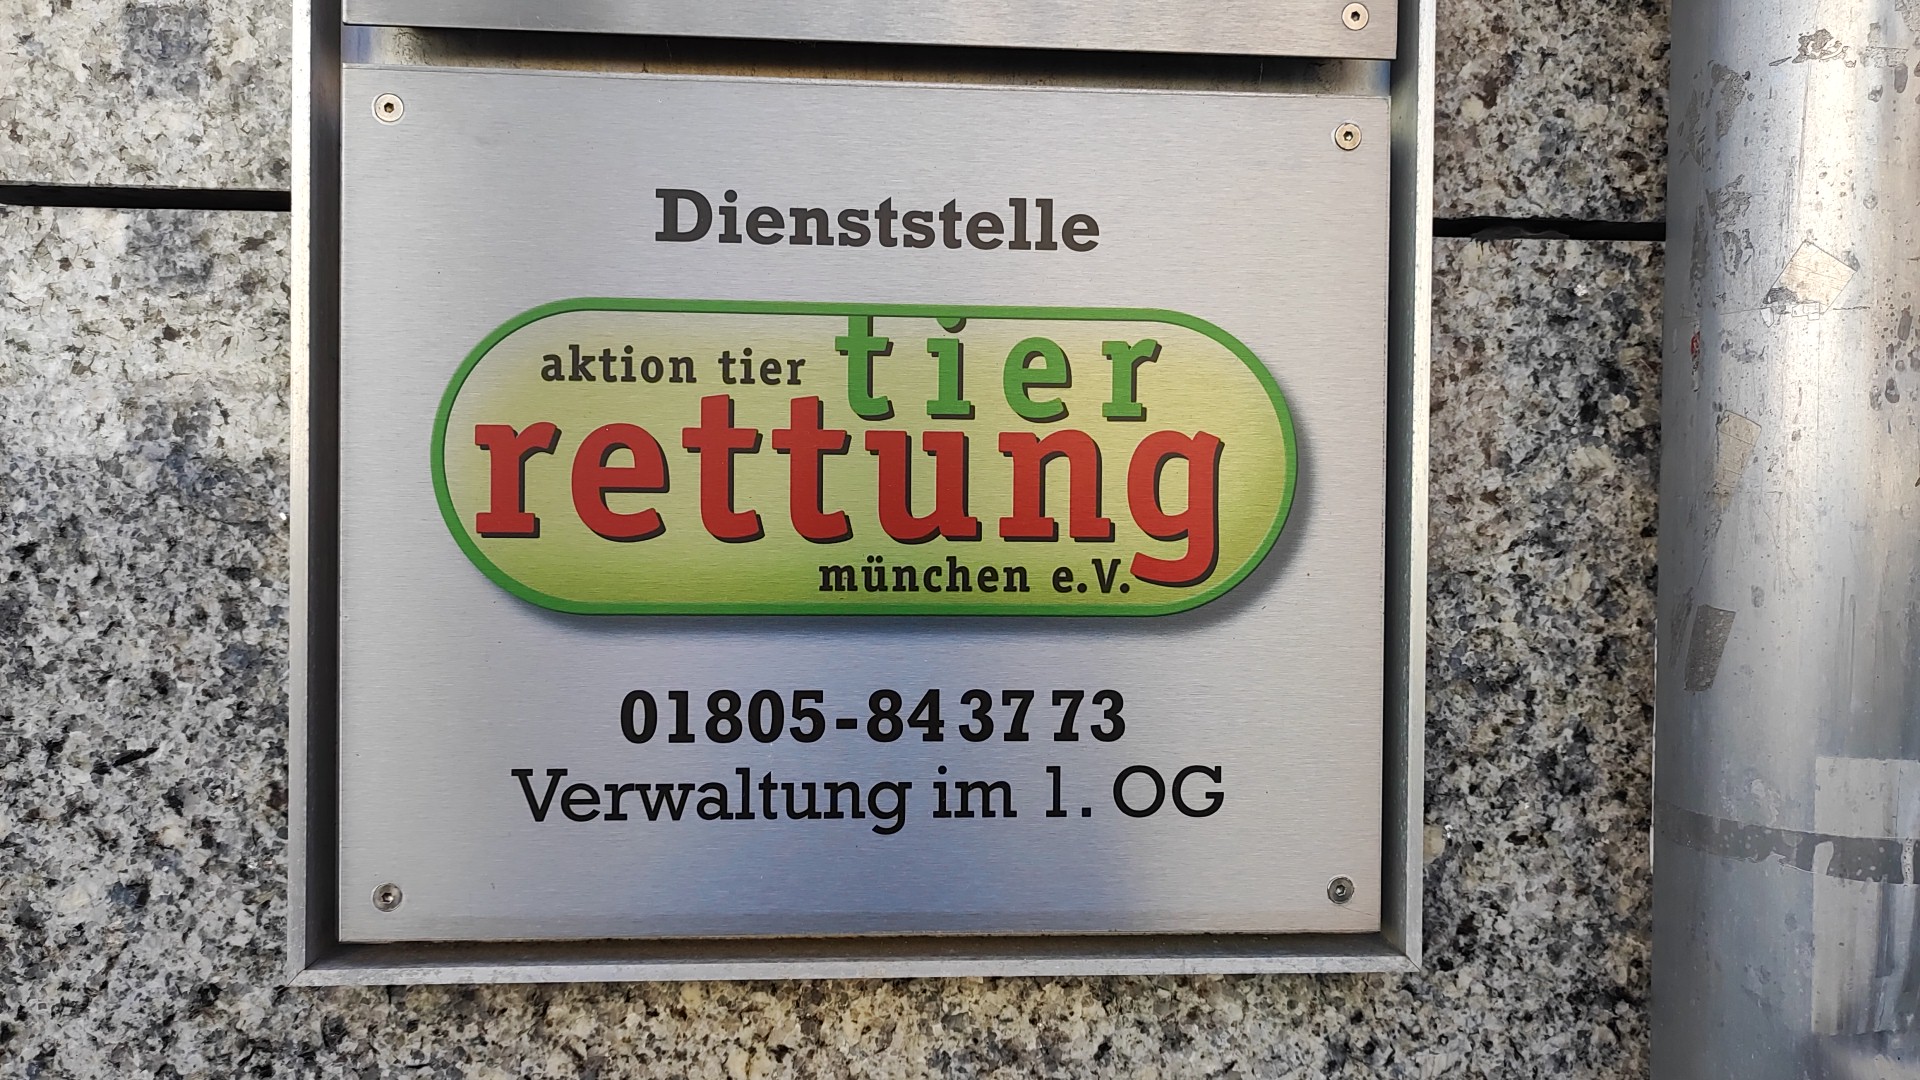 Dienststelle
aktion tier tier
rettung
münchen e.V.
01805-84 37 73
Verwaltung im 1. OG